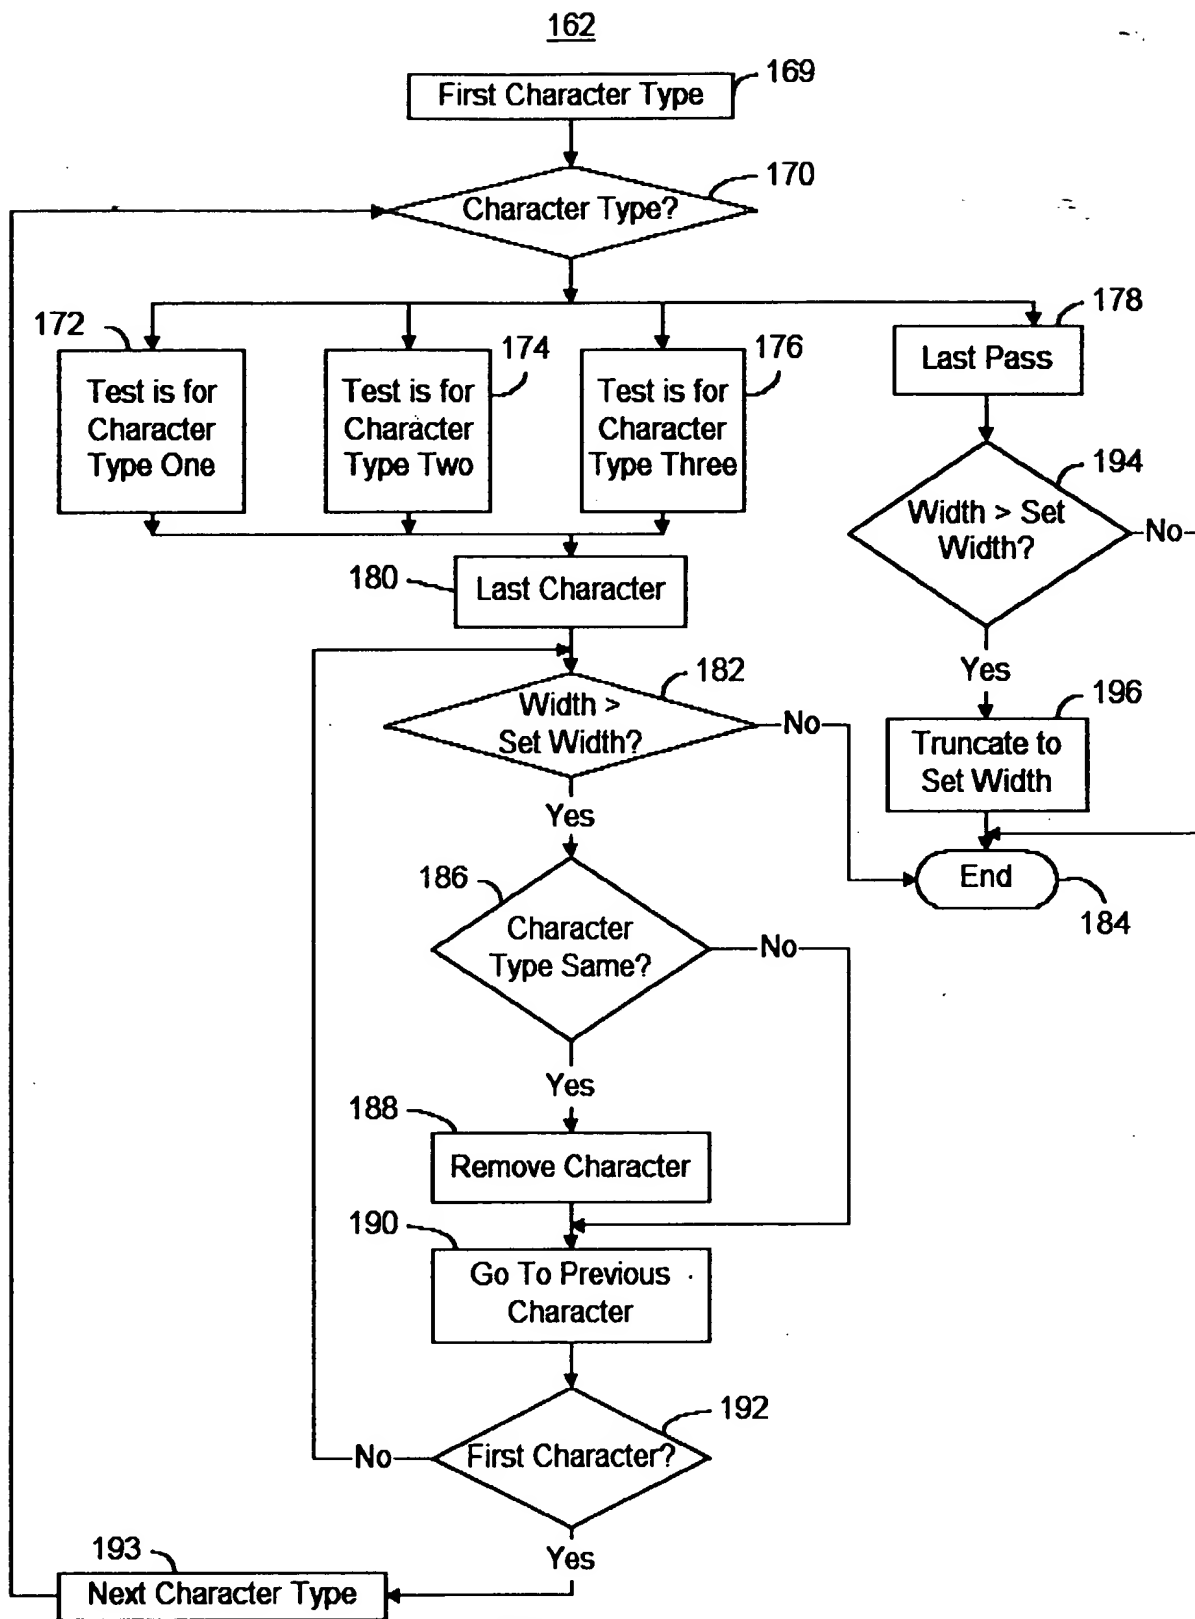 162
First Character Type
169
Character Type?
170
172
Test is for
Character
Type One
174
Test is for
Character
Type Two
176
Test is for
Character
Type Three
178
Last Pass
194
Width > Set
Width?
No
Yes
180
Last Character
182
Width >
Set Width?
No
Yes
196
Truncate to
Set Width
End
184
186
Character
Type Same?
No
Yes
188
Remove Character
190
Go To Previous
Character
192
First Character?
No
Yes
193
Next Character Type